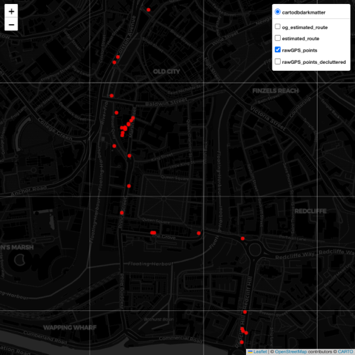 +
−
cartodbdarkmatter
og_estimated_route
estimated_route
rawGPS_points
rawGPS_points_decluttered
OLD CITY
FINZELS REACH
REDCLIFFE
N'S MARSH
WAPPING WHARF
Leaflet | © OpenStreetMap contributors © CARTO